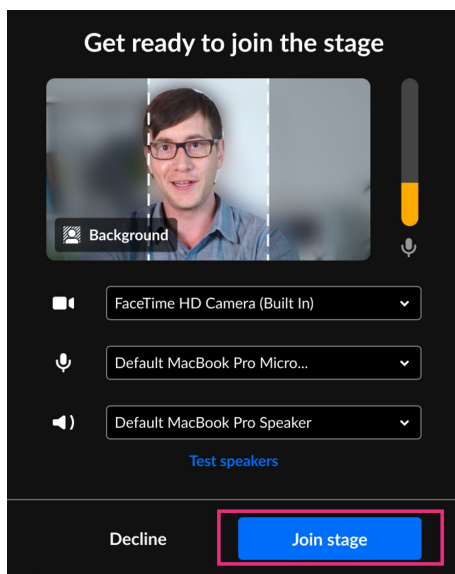 Get ready to join the stage
Background
FaceTime HD Camera (Built In)
Default MacBook Pro Micro...
Default MacBook Pro Speaker
Test speakers
Decline
Join stage